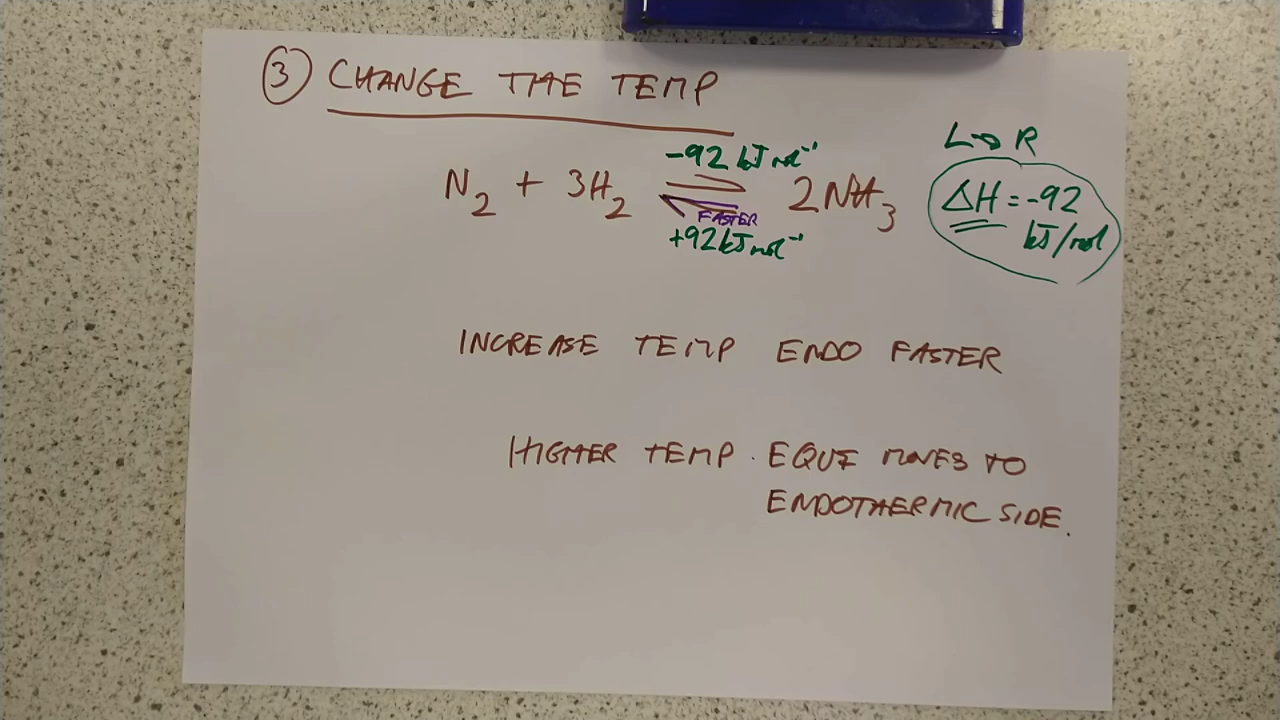 ③ CHANGE THE TEMP
-92 kJ mol⁻¹
L → R
N₂ + 3H₂ ⇌ 2NH₃
ΔH = -92
kJ/mol
FASTER
+92 kJ mol⁻¹
INCREASE TEMP ENDO FASTER
HIGHER TEMP . EQUI MOVES TO
ENDOTHERMIC SIDE.